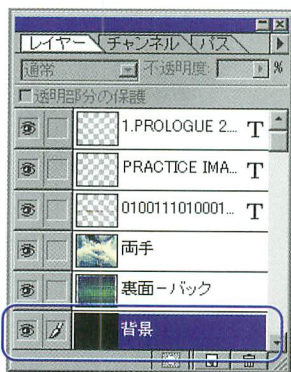 レイヤー チャンネル パス
通常 不透明度: %
透明部分の保護
1.PROLOGUE 2... T
PRACTICE IMA... T
0100111010001... T
両手
裏面-バック
背景